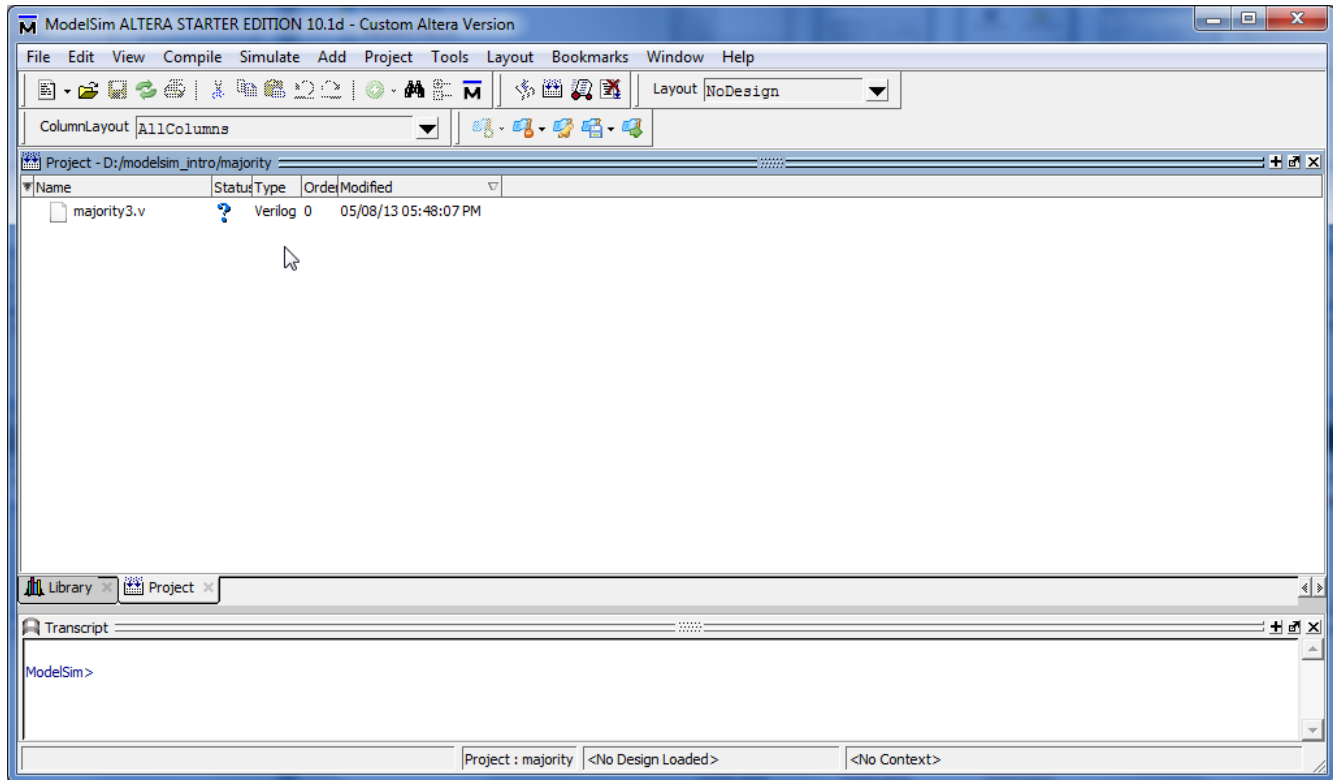 ModelSim ALTERA STARTER EDITION 10.1d - Custom Altera Version
File Edit View Compile Simulate Add Project Tools Layout Bookmarks Window Help
Layout NoDesign
ColumnLayout AllColumns
Project - D:/modelsim_intro/majority
Name Status Type Order Modified
majority3.v ? Verilog 0 05/08/13 05:48:07 PM
Library Project
Transcript
ModelSim>
Project : majority <No Design Loaded> <No Context>